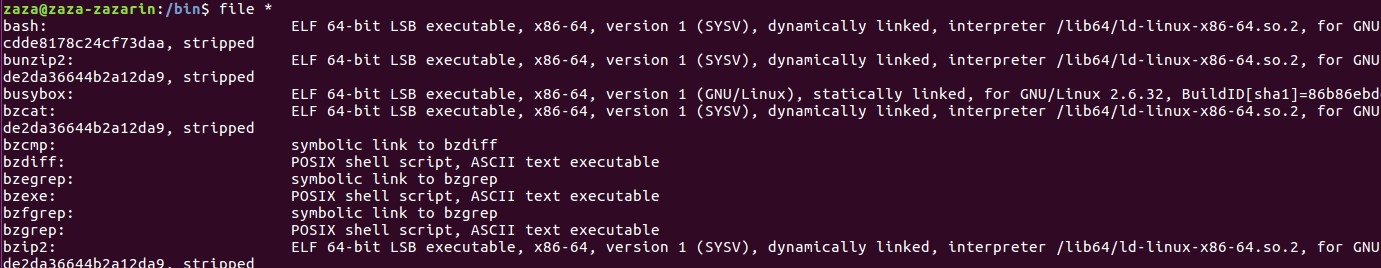 zaza@zaza-zazarin:/bin$ file *
bash: ELF 64-bit LSB executable, x86-64, version 1 (SYSV), dynamically linked, interpreter /lib64/ld-linux-x86-64.so.2, for GNU
cdde8178c24cf73daa, stripped
bunzip2: ELF 64-bit LSB executable, x86-64, version 1 (SYSV), dynamically linked, interpreter /lib64/ld-linux-x86-64.so.2, for GNU
de2da36644b2a12da9, stripped
busybox: ELF 64-bit LSB executable, x86-64, version 1 (GNU/Linux), statically linked, for GNU/Linux 2.6.32, BuildID[sha1]=86b86ebd
bzcat: ELF 64-bit LSB executable, x86-64, version 1 (SYSV), dynamically linked, interpreter /lib64/ld-linux-x86-64.so.2, for GNU
de2da36644b2a12da9, stripped
bzcmp: symbolic link to bzdiff
bzdiff: POSIX shell script, ASCII text executable
bzegrep: symbolic link to bzgrep
bzexe: POSIX shell script, ASCII text executable
bzfgrep: symbolic link to bzgrep
bzgrep: POSIX shell script, ASCII text executable
bzip2: ELF 64-bit LSB executable, x86-64, version 1 (SYSV), dynamically linked, interpreter /lib64/ld-linux-x86-64.so.2, for GNU
de2da36644b2a12da9, stripped